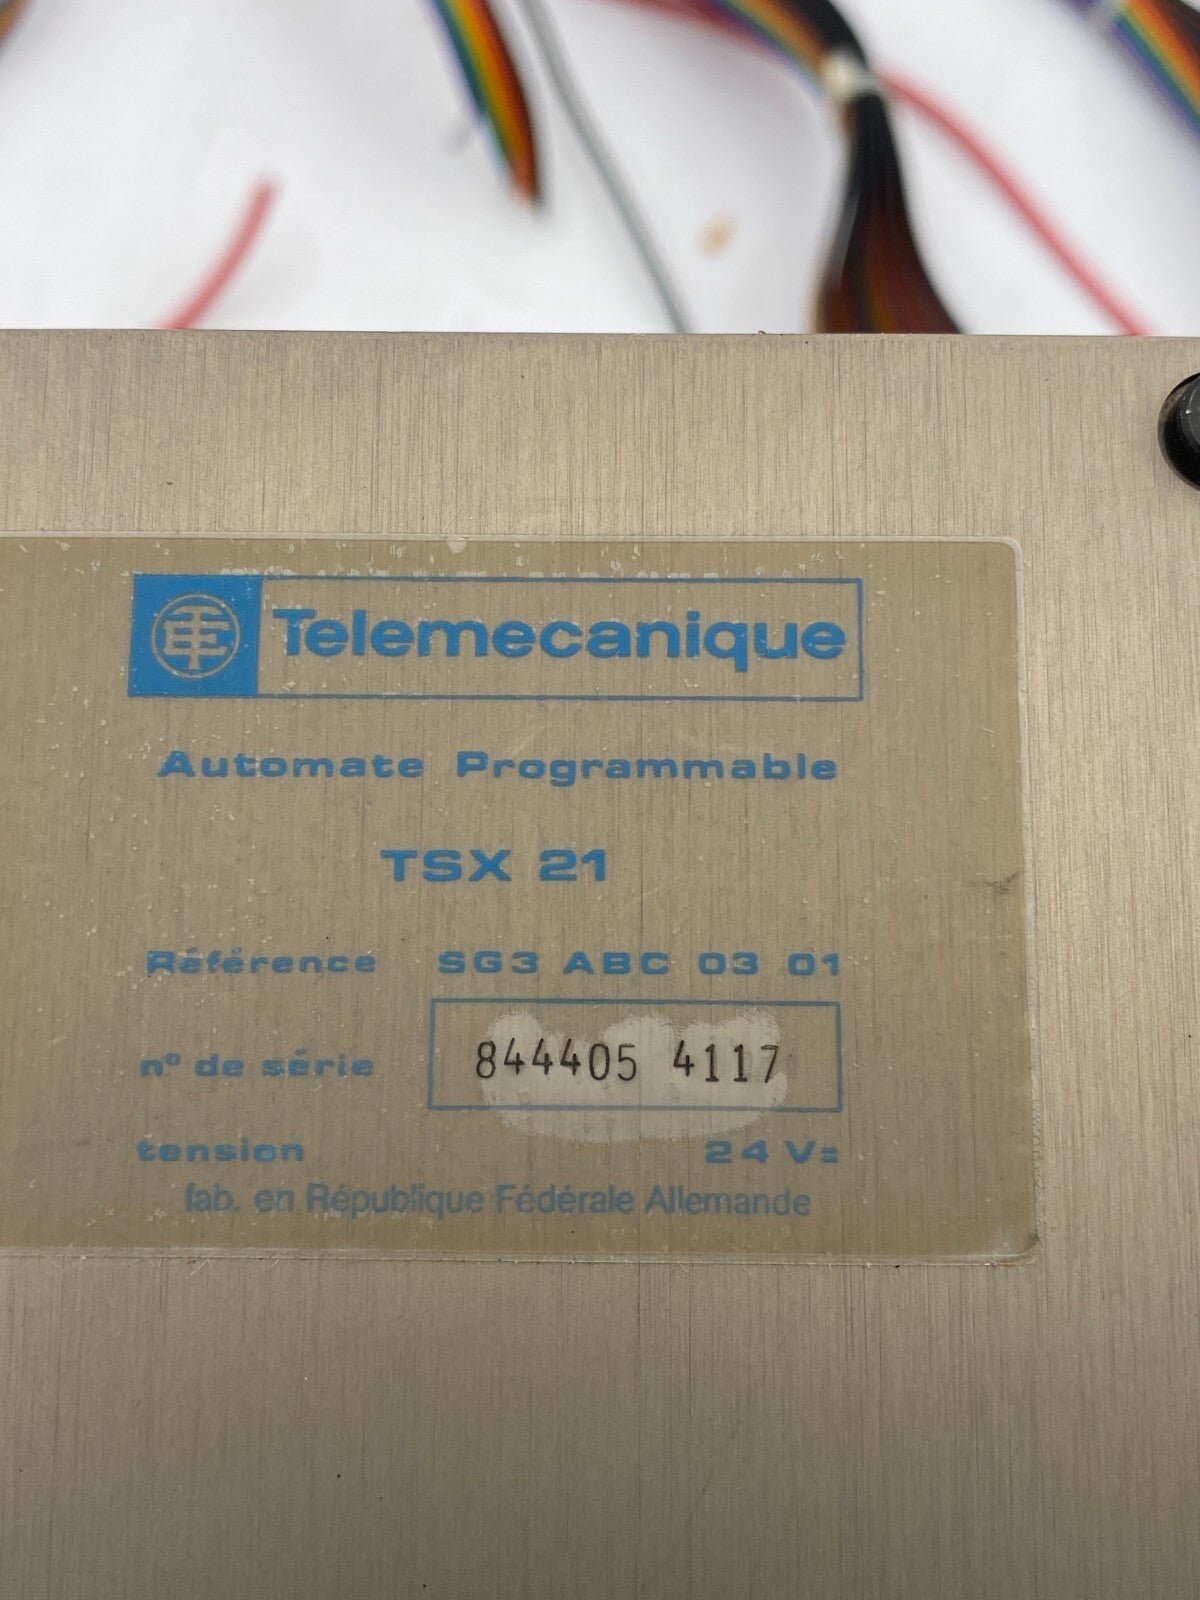 Telemecanique
Automate Programmable
TSX 21
Référence SG3 ABC 03 01
n° de série 844405 4117
tension 24 V=
fab. en République Fédérale Allemande